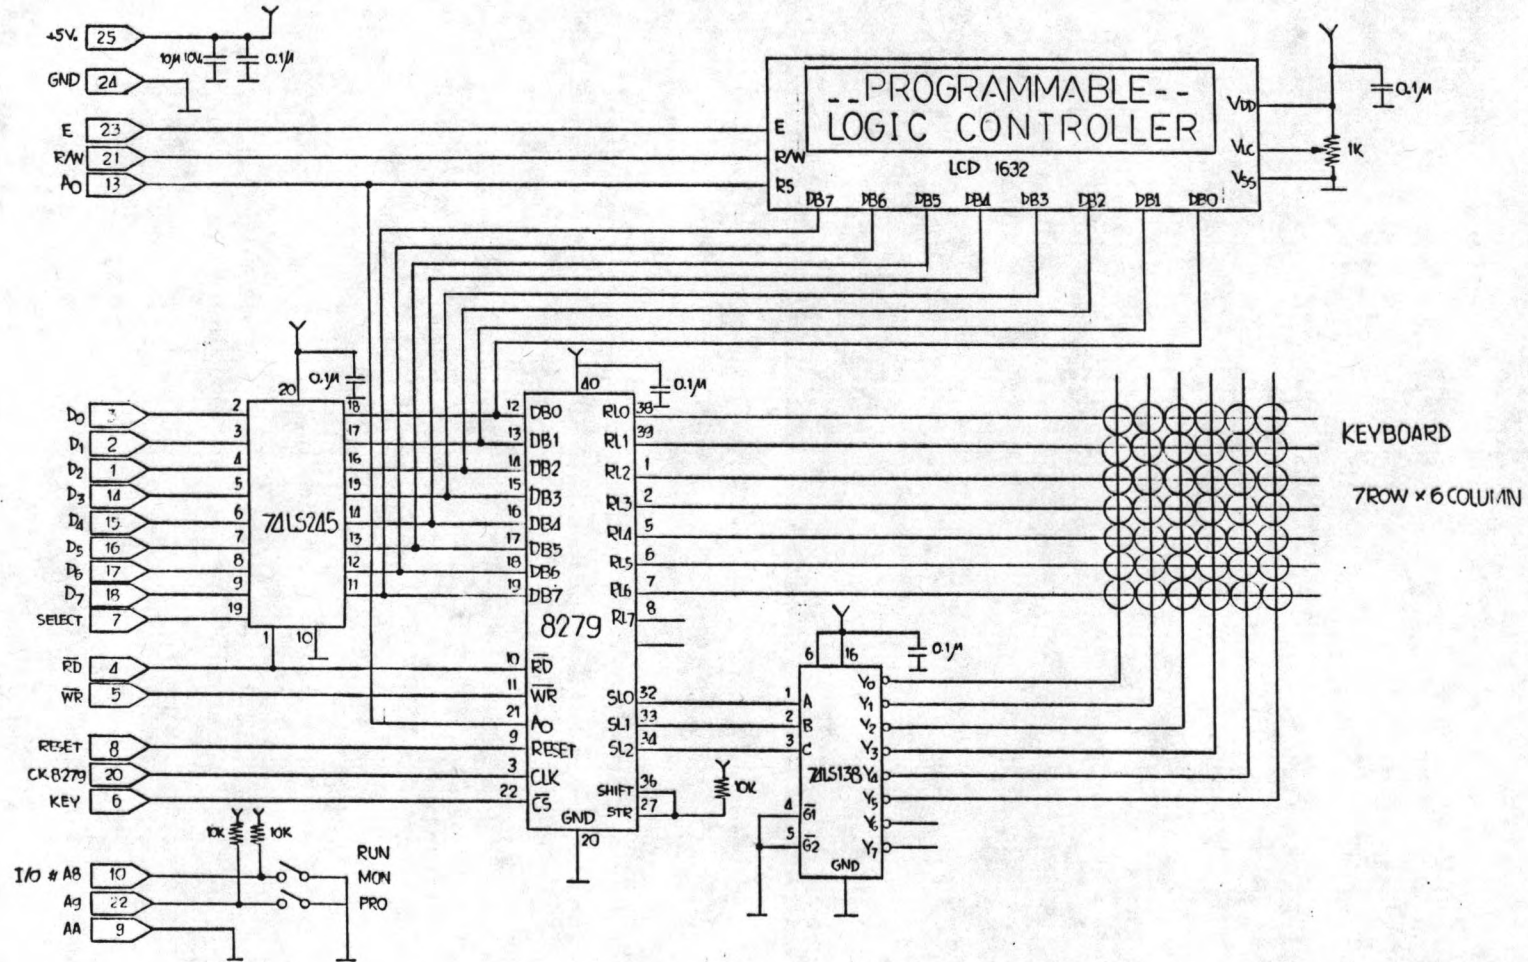 +5V. 25
10µ 10V 0.1µ
GND 24
E 23
R/W 21
A0 13
--PROGRAMMABLE--
LOGIC CONTROLLER
LCD 1632
E
R/W
RS
DB7 DB6 DB5 DB4 DB3 DB2 DB1 DB0
VDD
VLC
VSS
0.1µ
1K
20 0.1µ
D0 3 2
D1 2 3
D2 1 4
D3 14 5
D4 15 6
D5 16 7
D6 17 8
D7 18 9
SELECT 7 19
74LS245
18
17
16
15
14
13
12
11
1 10
RD 4
WR 5
RESET 8
CK8279 20
KEY 6
40 0.1µ
12 DB0
13 DB1
14 DB2
15 DB3
16 DB4
17 DB5
18 DB6
19 DB7
8279
10 RD
11 WR
21 A0
9 RESET
3 CLK
22 CS
GND
20
RL0 38
RL1 39
RL2 1
RL3 2
RL4 5
RL5 6
RL6 7
RL7 8
SL0 32
SL1 33
SL2 34
SHIFT 36
STR 27
10K
KEYBOARD
7ROW × 6 COLUMN
6 16 0.1µ
1 A
2 B
3 C
74LS138
4 G1
5 G2
GND
Y0
Y1
Y2
Y3
Y4
Y5
Y6
Y7
10K 10K
I/O # A8 10
A9 22
AA 9
RUN
MON
PRO